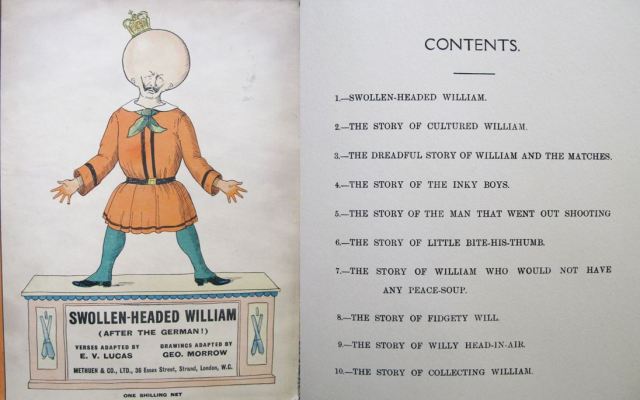 SWOLLEN-HEADED WILLIAM
(AFTER THE GERMAN!)
VERSES ADAPTED BY
E. V. LUCAS
DRAWINGS ADAPTED BY
GEO. MORROW
METHUEN & CO., LTD., 36 Essex Street, Strand, London, W.C.
ONE SHILLING NET
CONTENTS.
1.—SWOLLEN-HEADED WILLIAM.
2.—THE STORY OF CULTURED WILLIAM.
3.—THE DREADFUL STORY OF WILLIAM AND THE MATCHES.
4.—THE STORY OF THE INKY BOYS.
5.—THE STORY OF THE MAN THAT WENT OUT SHOOTING
6.—THE STORY OF LITTLE BITE-HIS-THUMB.
7.—THE STORY OF WILLIAM WHO WOULD NOT HAVE
ANY PEACE-SOUP.
8.—THE STORY OF FIDGETY WILL.
9.—THE STORY OF WILLY HEAD-IN-AIR.
10.—THE STORY OF COLLECTING WILLIAM.